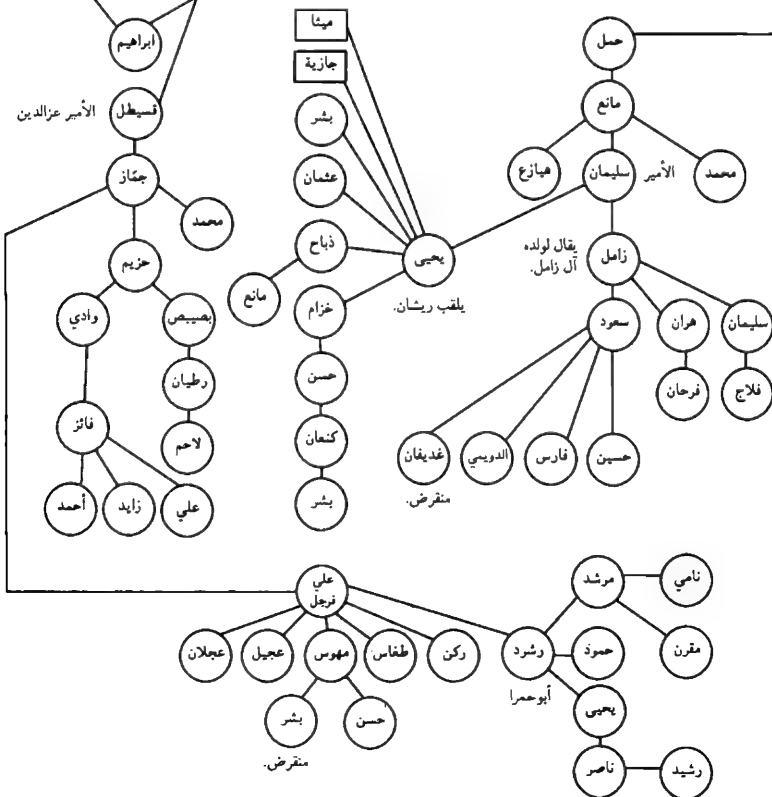 ميثا
حمل
ابراهيم
جازية
الأمير عزالدين
قسيطل
بشر
مانع
جمّاز
محمد
عثمان
هيازع
سليمان
الأمير
محمد
حزيم
ذباح
مانع
يحيى
يلقب ريشان.
يقال لولده
آل زامل.
زامل
وادي
بصيبص
خزام
سعود
هران
سليمان
رطيان
حسن
فرحان
فلاج
فائز
لاحم
كنعان
غديفان
منقرض.
الدويمي
فارس
حسين
أحمد
زايد
علي
بشر
علي
فرجل
مرشد
نامي
عجلان
عجيل
مهوس
طغاس
ركن
رشرد
أبوحمرا
حمود
مقرن
بشر
منقرض.
حسن
يحيى
ناصر
رشيد